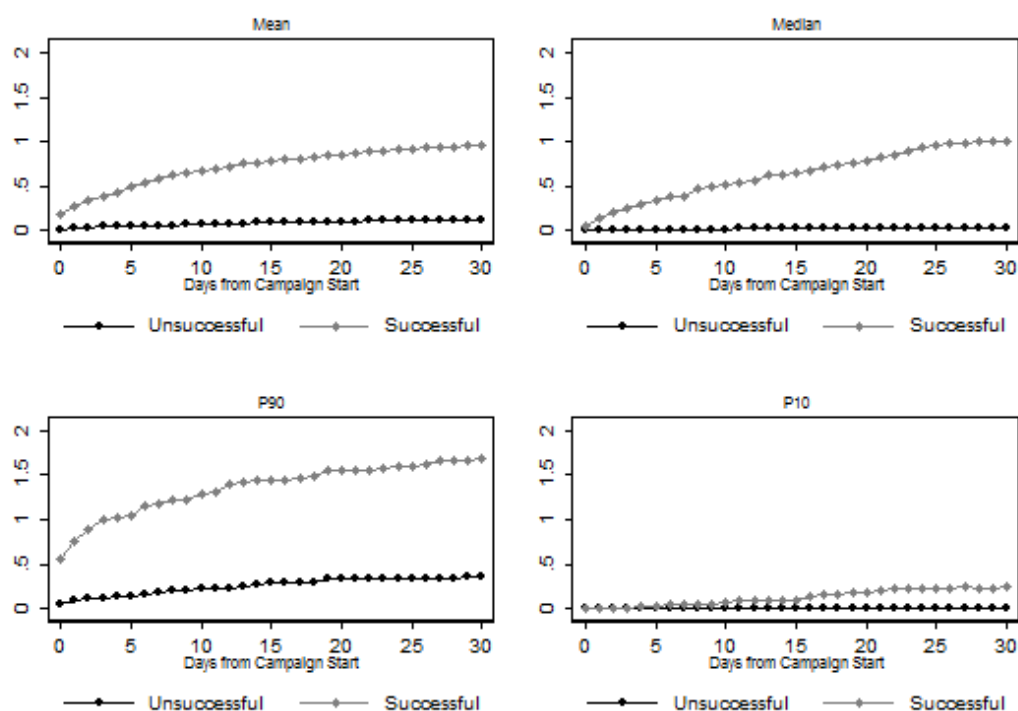 Mean
2
1.5
1
.5
0
0 5 10 15 20 25 30
Days from Campaign Start
Unsuccessful Successful
Median
2
1.5
1
.5
0
0 5 10 15 20 25 30
Days from Campaign Start
Unsuccessful Successful
P90
2
1.5
1
.5
0
0 5 10 15 20 25 30
Days from Campaign Start
Unsuccessful Successful
P10
2
1.5
1
.5
0
0 5 10 15 20 25 30
Days from Campaign Start
Unsuccessful Successful